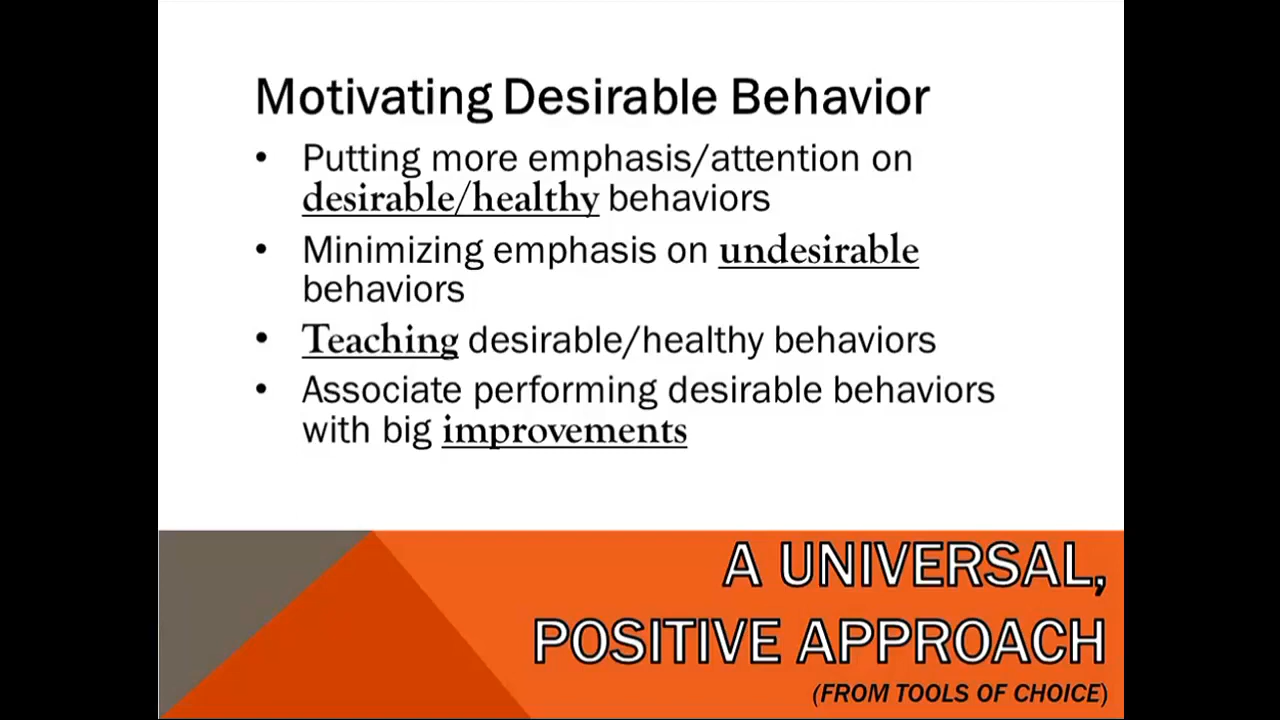 Motivating Desirable Behavior
• Putting more emphasis/attention on
desirable/healthy behaviors
• Minimizing emphasis on undesirable
behaviors
• Teaching desirable/healthy behaviors
• Associate performing desirable behaviors
with big improvements
A UNIVERSAL,
POSITIVE APPROACH
(FROM TOOLS OF CHOICE)